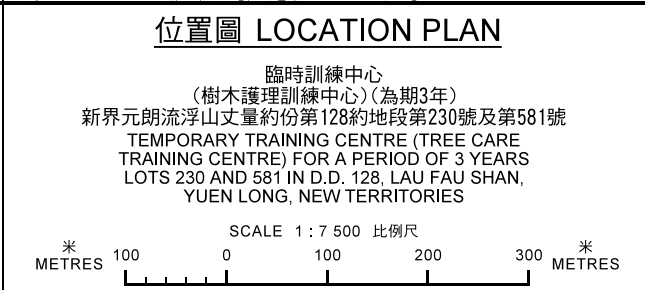 位置圖 LOCATION PLAN
臨時訓練中心
(樹木護理訓練中心)(為期3年)
新界元朗流浮山丈量約份第128約地段第230號及第581號
TEMPORARY TRAINING CENTRE (TREE CARE
TRAINING CENTRE) FOR A PERIOD OF 3 YEARS
LOTS 230 AND 581 IN D.D. 128, LAU FAU SHAN,
YUEN LONG, NEW TERRITORIES
SCALE 1 : 7 500 比例尺
米 METRES 100 0 100 200 300 米 METRES